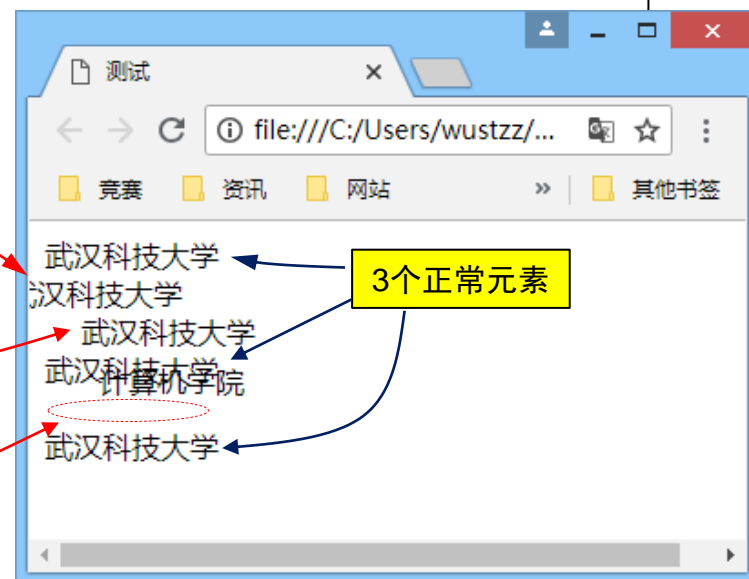 测试
file:///C:/Users/wustzz/...
竞赛 资讯 网站 » 其他书签
武汉科技大学
3个正常元素
武汉科技大学
武汉科技大学
武汉科技大学
计算机学院
武汉科技大学